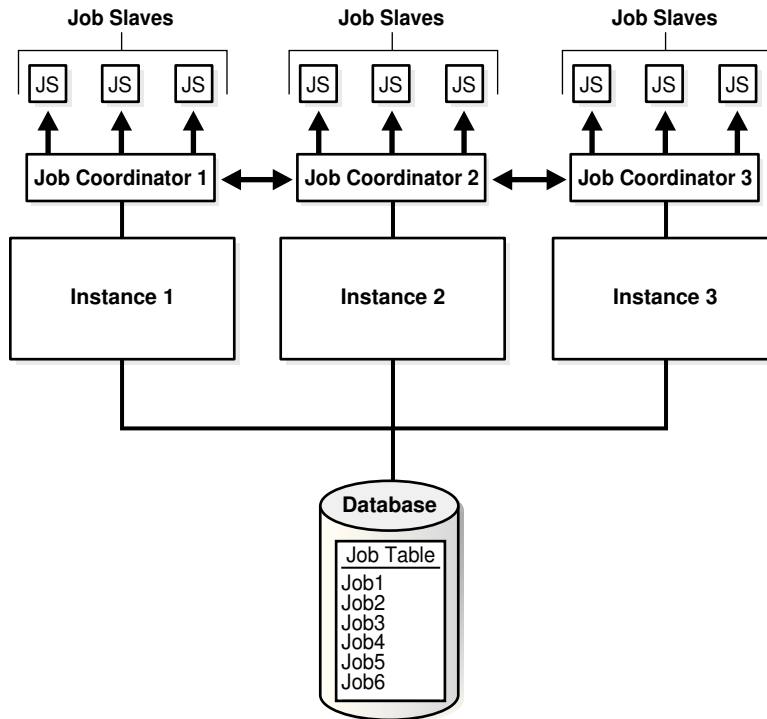 Job Slaves
Job Slaves
Job Slaves
JS
JS
JS
JS
JS
JS
JS
JS
JS
Job Coordinator 1
Job Coordinator 2
Job Coordinator 3
Instance 1
Instance 2
Instance 3
Database
Job Table
Job1
Job2
Job3
Job4
Job5
Job6